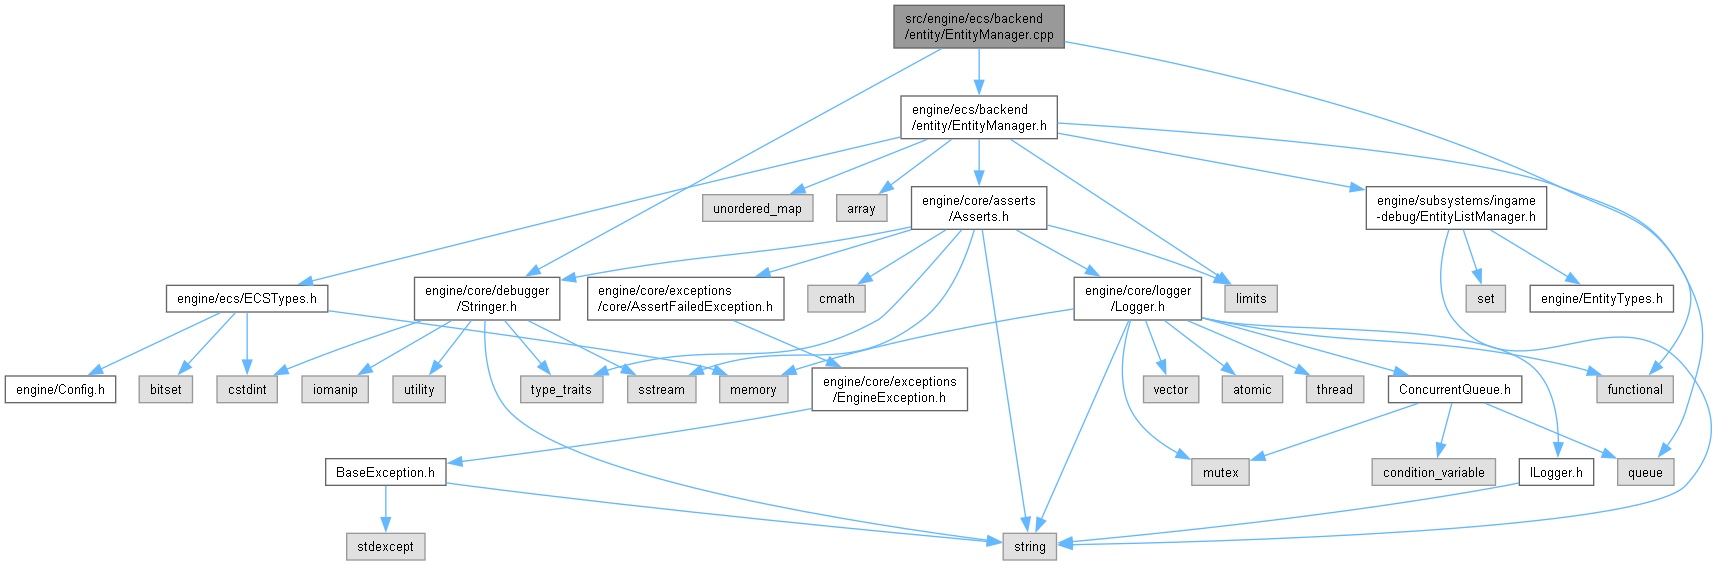 src/engine/ecs/backend
/entity/EntityManager.cpp
engine/ecs/backend
/entity/EntityManager.h
unordered_map
array
engine/core/asserts
/Asserts.h
engine/subsystems/ingame
-debug/EntityListManager.h
engine/ecs/ECSTypes.h
engine/core/debugger
/Stringer.h
engine/core/exceptions
/core/AssertFailedException.h
cmath
engine/core/logger
/Logger.h
limits
set
engine/EntityTypes.h
engine/Config.h
bitset
cstdint
iomanip
utility
type_traits
sstream
memory
engine/core/exceptions
/EngineException.h
vector
atomic
thread
ConcurrentQueue.h
functional
BaseException.h
mutex
condition_variable
ILogger.h
queue
stdexcept
string